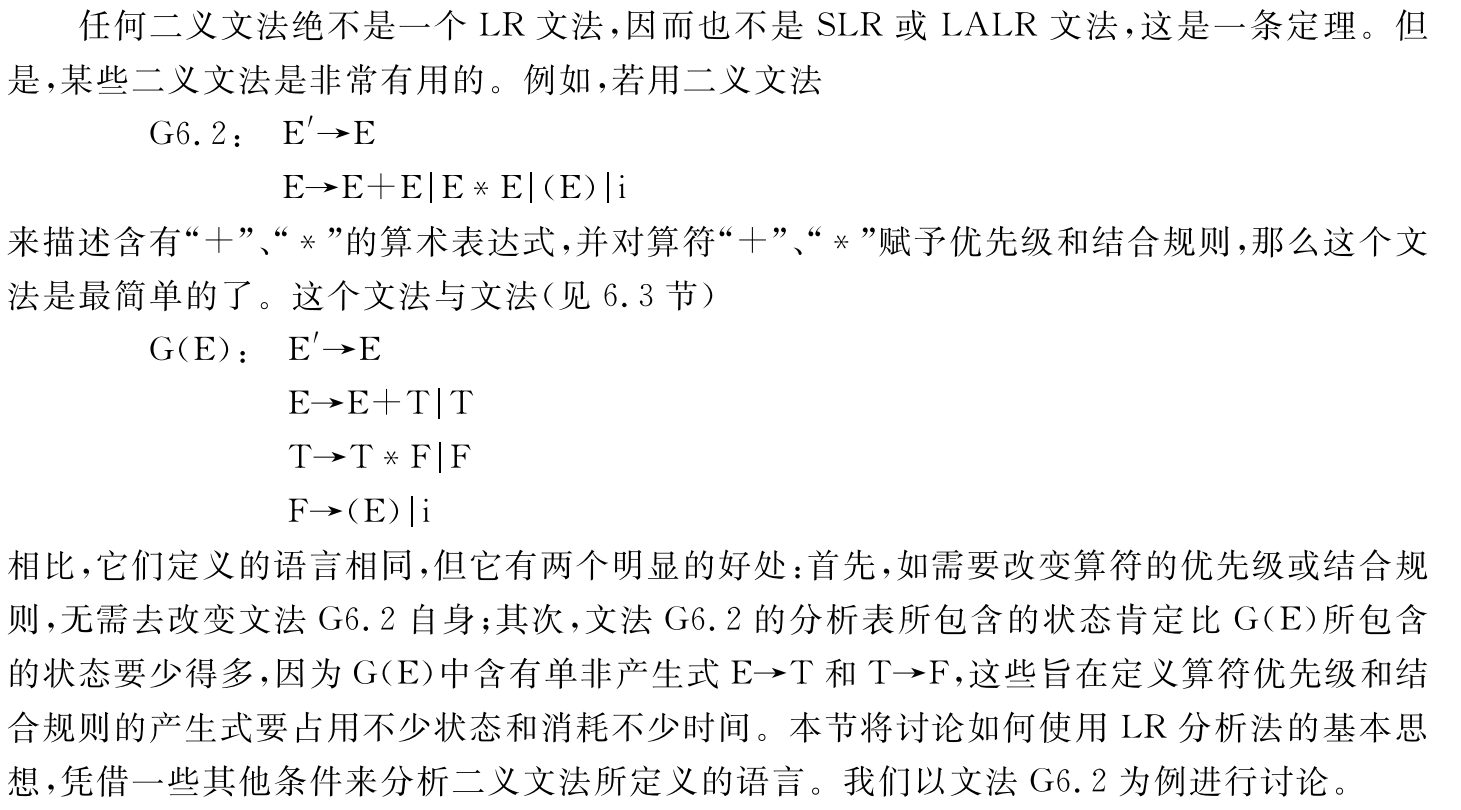 任何二义文法绝不是一个 LR 文法,因而也不是 SLR 或 LALR 文法,这是一条定理。但
是,某些二义文法是非常有用的。例如,若用二义文法
G6.2: E′→E
E→E+E|E*E|(E)|i
来描述含有“+”、“*”的算术表达式,并对算符“+”、“*”赋予优先级和结合规则,那么这个文
法是最简单的了。这个文法与文法(见 6.3 节)
G(E): E′→E
E→E+T|T
T→T*F|F
F→(E)|i
相比,它们定义的语言相同,但它有两个明显的好处:首先,如需要改变算符的优先级或结合规
则,无需去改变文法 G6.2 自身;其次,文法 G6.2 的分析表所包含的状态肯定比 G(E)所包含
的状态要少得多,因为 G(E)中含有单非产生式 E→T 和 T→F,这些旨在定义算符优先级和结
合规则的产生式要占用不少状态和消耗不少时间。本节将讨论如何使用 LR 分析法的基本思
想,凭借一些其他条件来分析二义文法所定义的语言。我们以文法 G6.2 为例进行讨论。